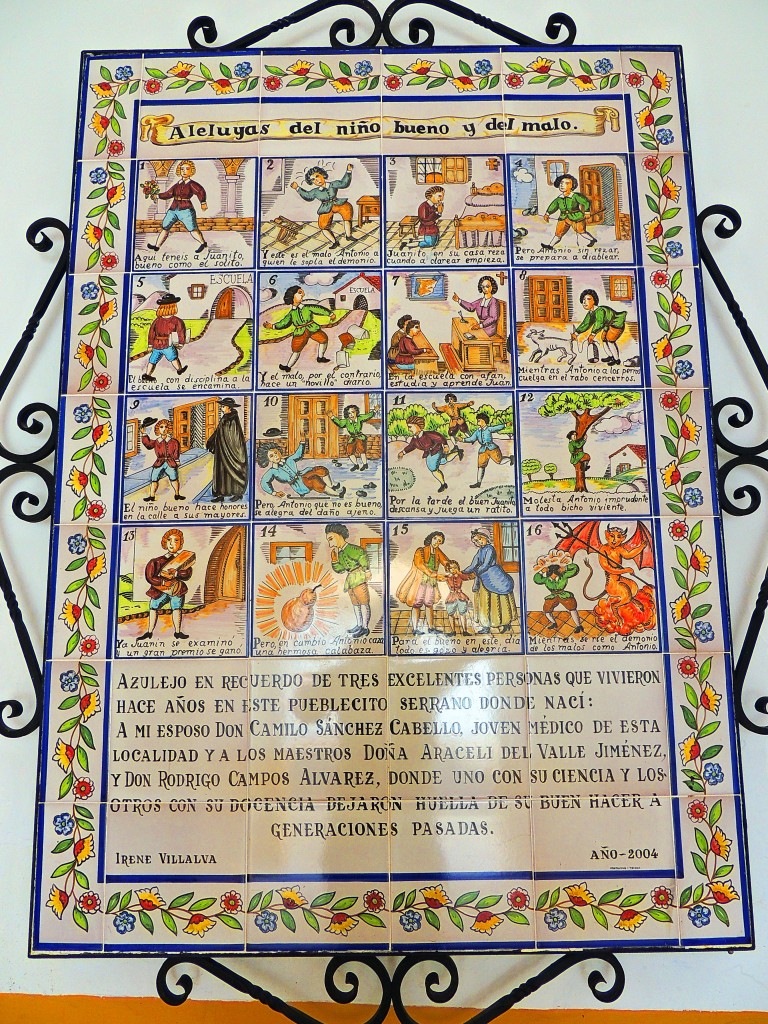 Aleluyas del niño bueno y del malo.
1
Aqui teneis a Juanito,
bueno como el solito.
2
Y este es el malo Antonio a
quien le sopla el demonio.
3
Juanito, en su casa reza
cuando a clarear empieza.
4
Pero Antonio sin rezar,
se prepara a diablear.
5
ESCUELA
El bueno, con disciplina a la
escuela se encamina.
6
ESCUELA
Y el malo, por el contrario
hace un "novillo" diario.
7
En la escuela con afan,
estudia y aprende Juan.
8
Mientras Antonio a los perros
cuelga en el rabo cencerros.
9
El niño bueno hace honores
en la calle a sus mayores.
10
Pero Antonio que no es bueno,
se alegra del daño ajeno.
11
Por la tarde el buen Juanito
descansa y juega un ratito.
12
Molesta Antonio imprudente
a todo bicho viviente.
13
Ya Juanin se examinó
y un gran premio se ganó.
14
Pero, en cambio Antonio caza
una hermosa calabaza.
15
Para el bueno en este, dia
todo es gozo y alegria.
16
Mientras se rie el demonio
de los malos como Antonio.
AZULEJO EN RECUERDO DE TRES EXCELENTES PERSONAS QUE VIVIERON
HACE AÑOS EN ESTE PUEBLECITO SERRANO DONDE NACÍ:
A MI ESPOSO DON CAMILO SÁNCHEZ CABELLO, JOVEN MÉDICO DE ESTA
LOCALIDAD Y A LOS MAESTROS DOÑA ARACELI DEL VALLE JIMÉNEZ,
Y DON RODRIGO CAMPOS ALVAREZ, DONDE UNO CON SU CIENCIA Y LOS
OTROS CON SU DOCENCIA DEJARON HUELLA DE SU BUEN HACER A
GENERACIONES PASADAS.
IRENE VILLALVA
AÑO-2004